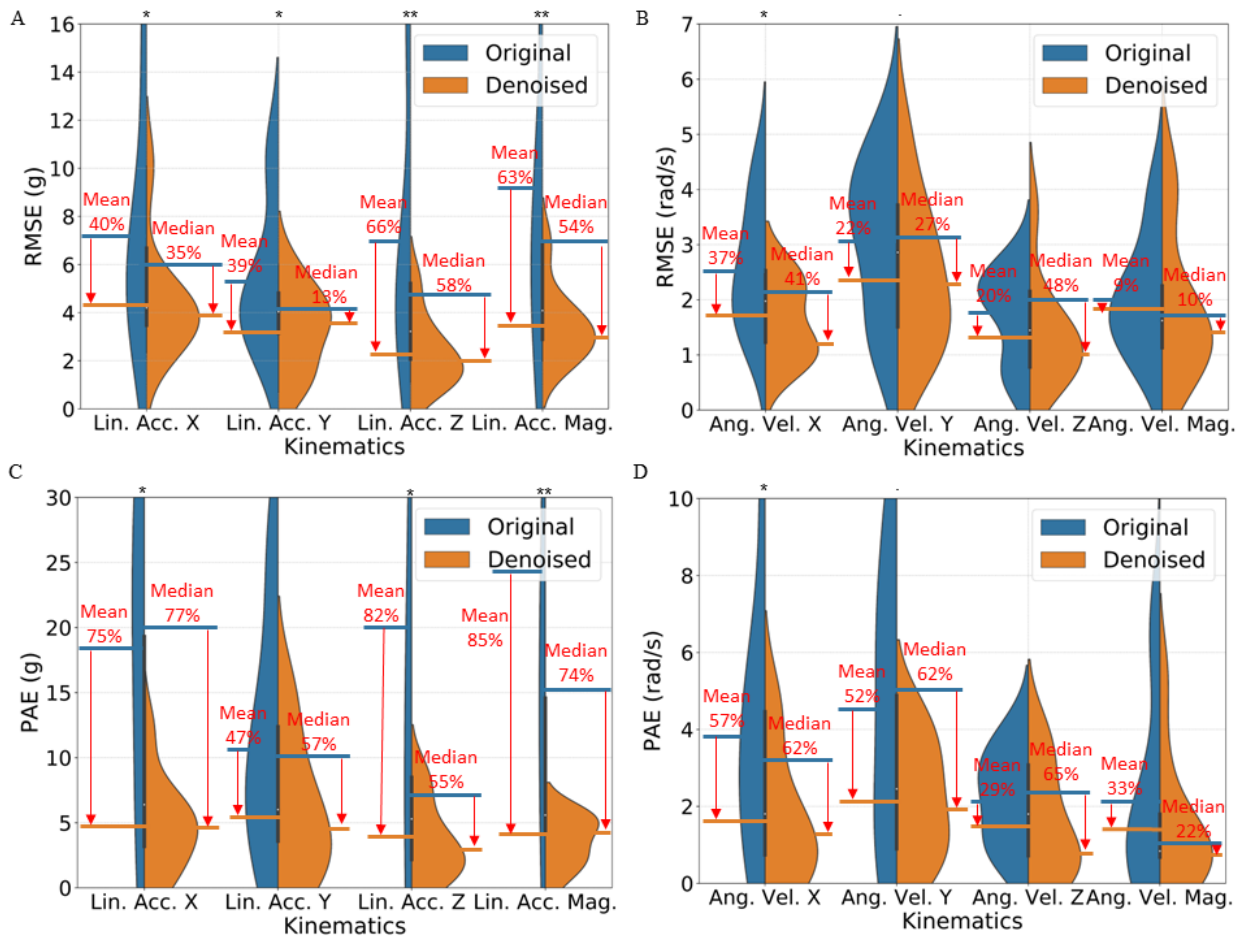 A
* * ** **
16
14
12
10
8
6
4
2
0
RMSE (g)
Original
Denoised
Mean
40%
Median
35%
Mean
39%
Median
13%
Mean
66%
Median
58%
Mean
63%
Median
54%
Lin. Acc. X Lin. Acc. Y Lin. Acc. Z Lin. Acc. Mag.
Kinematics
B
* .
7
6
5
4
3
2
1
0
RMSE (rad/s)
Original
Denoised
Mean
37%
Median
41%
Mean
22%
Median
27%
Mean
20%
Median
48%
Mean
9%
Median
10%
Ang. Vel. X Ang. Vel. Y Ang. Vel. Z Ang. Vel. Mag.
Kinematics
C
* * **
30
25
20
15
10
5
0
PAE (g)
Original
Denoised
Mean
75%
Median
77%
Mean
47%
Median
57%
Mean
82%
Median
55%
Mean
85%
Median
74%
Lin. Acc. X Lin. Acc. Y Lin. Acc. Z Lin. Acc. Mag.
Kinematics
D
* .
10
8
6
4
2
0
PAE (rad/s)
Original
Denoised
Mean
57%
Median
62%
Mean
52%
Median
62%
Mean
29%
Median
65%
Mean
33%
Median
22%
Ang. Vel. X Ang. Vel. Y Ang. Vel. Z Ang. Vel. Mag.
Kinematics